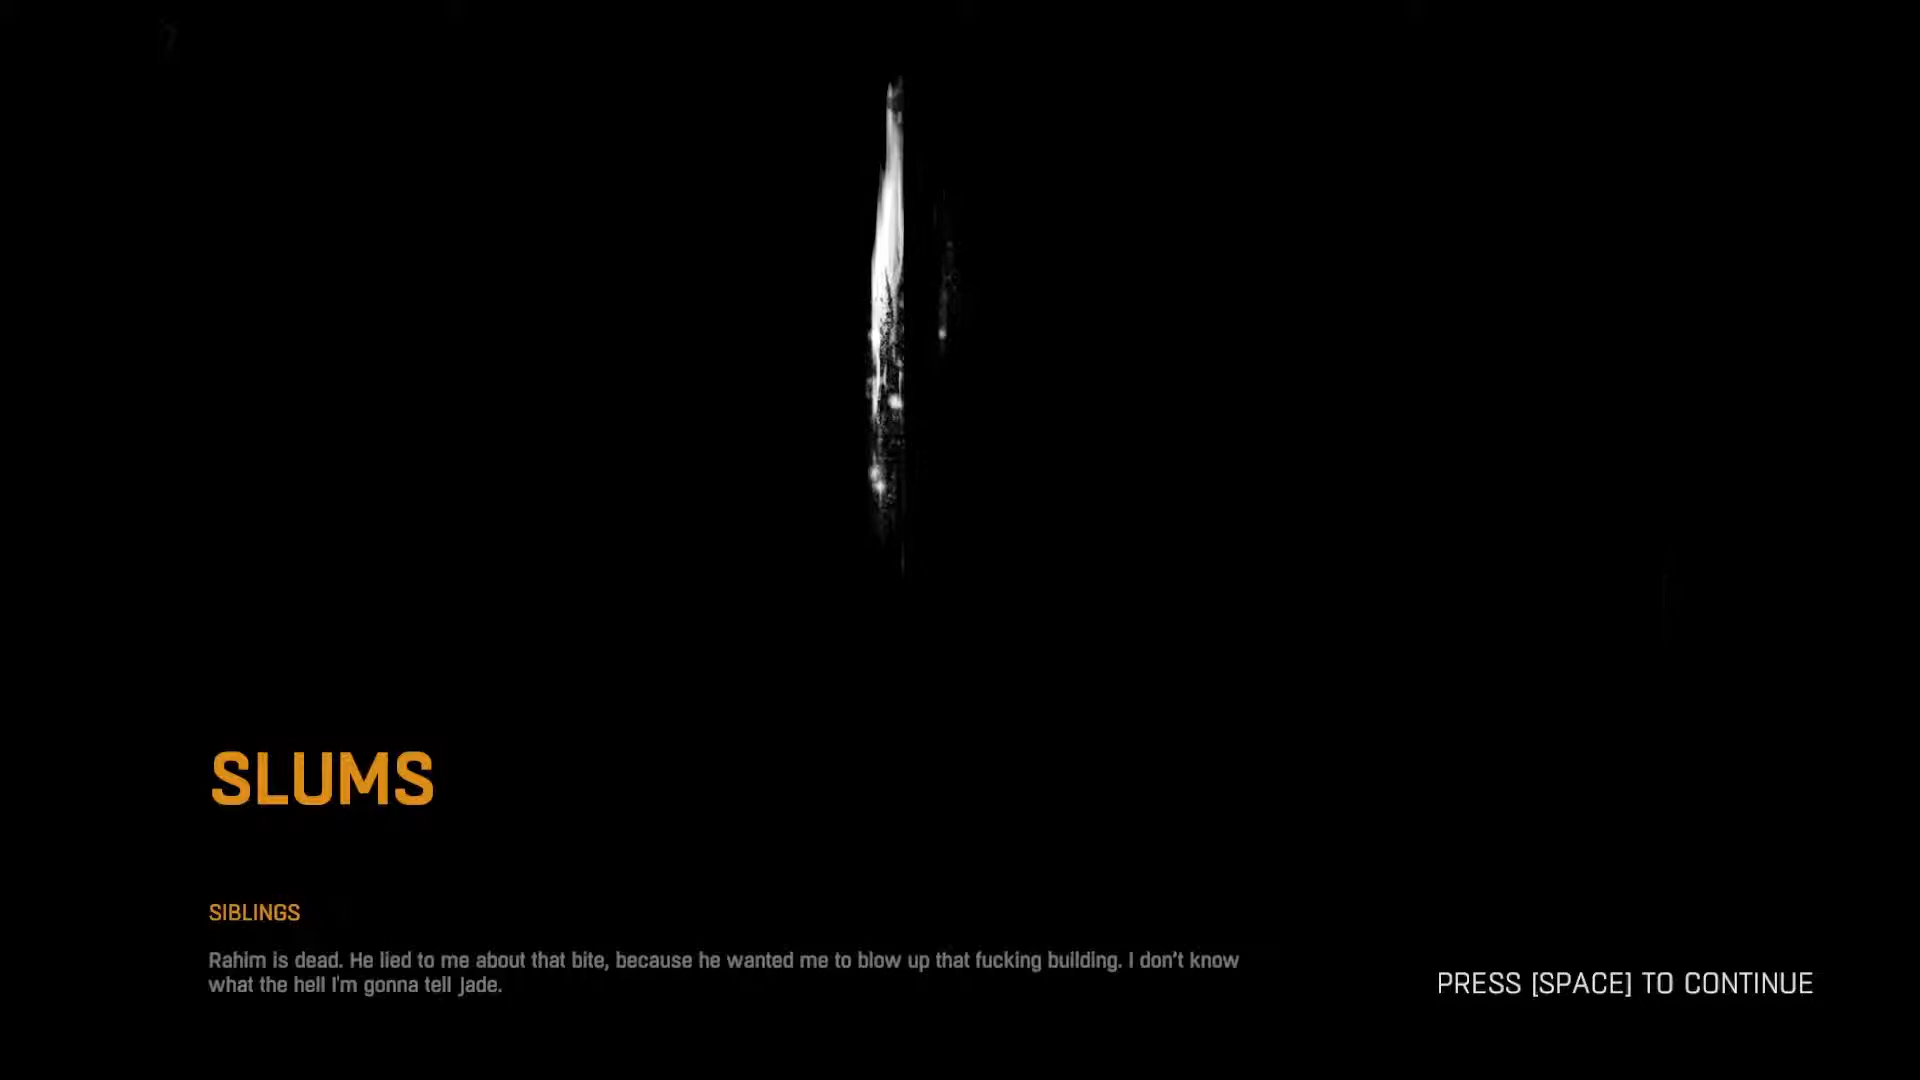 SLUMS
SIBLINGS
Rahim is dead. He lied to me about that bite, because he wanted me to blow up that fucking building. I don't know
what the hell I'm gonna tell Jade.
PRESS [SPACE] TO CONTINUE